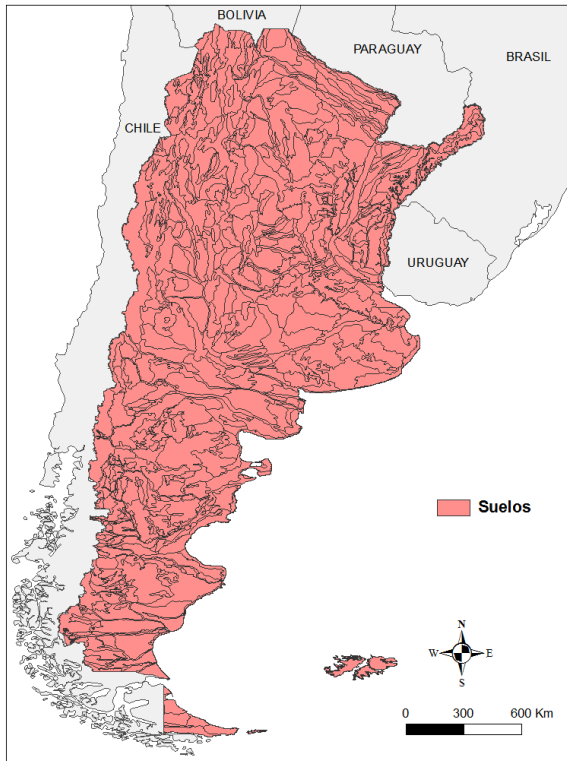 BOLIVIA
PARAGUAY
BRASIL
CHILE
URUGUAY
Suelos
N
W E
S
0 300 600 Km